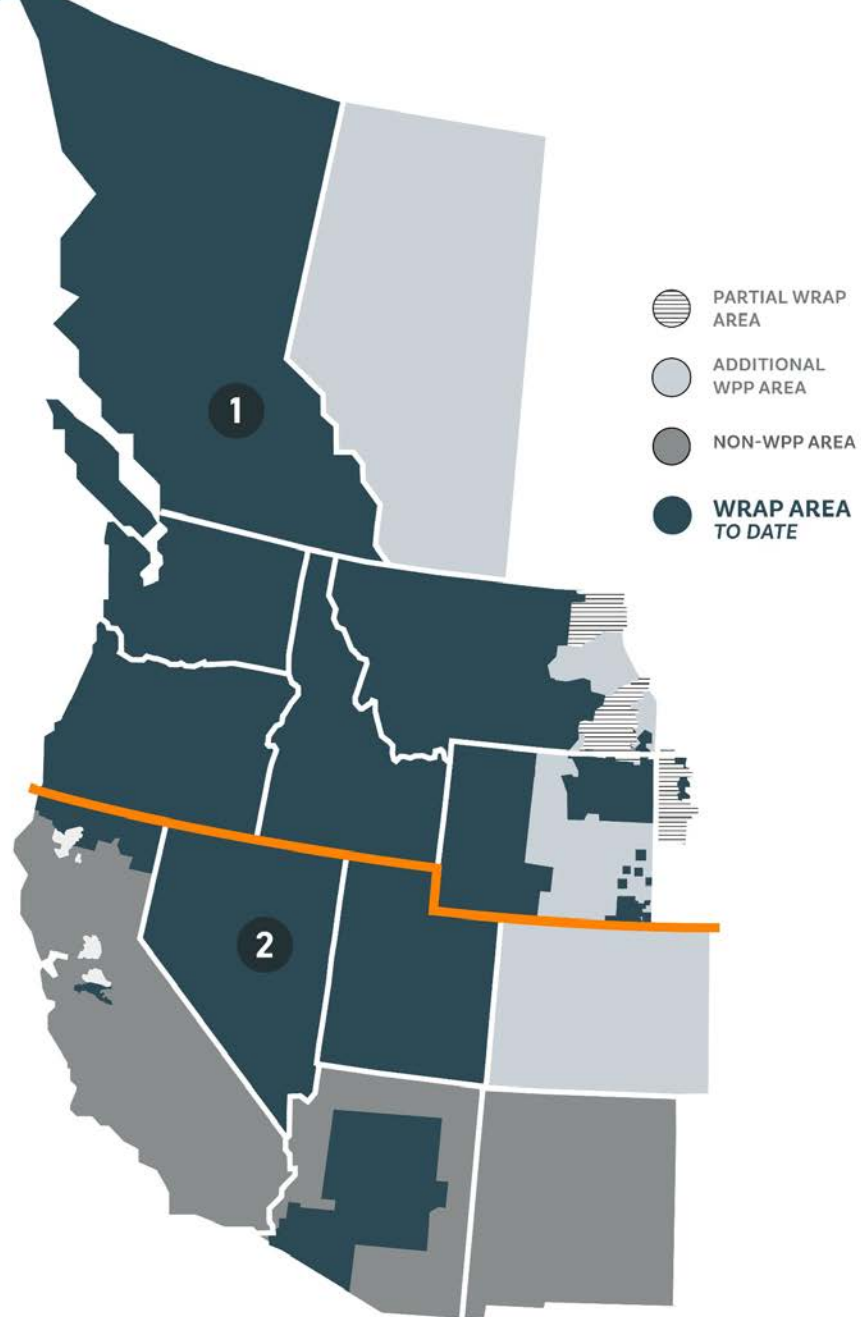 PARTIAL WRAP
AREA
ADDITIONAL
WPP AREA
1
NON-WPP AREA
WRAP AREA
TO DATE
2